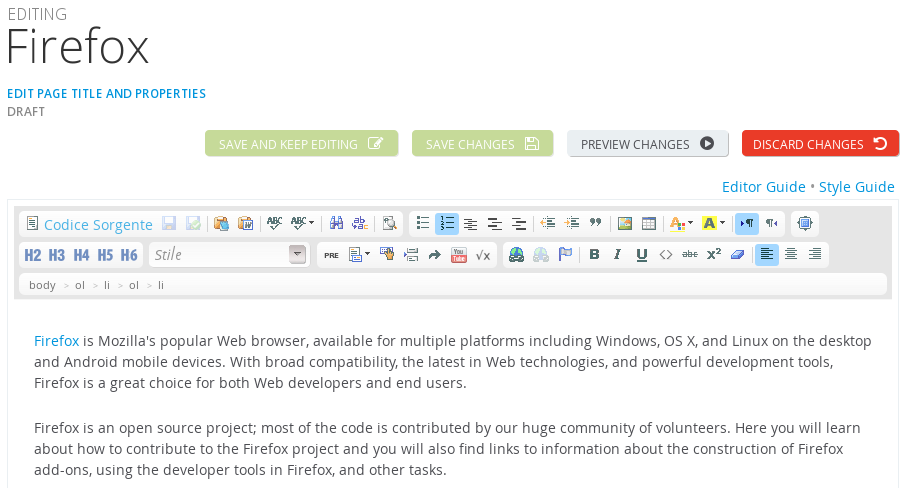 EDITING
Firefox
EDIT PAGE TITLE AND PROPERTIES
DRAFT
SAVE AND KEEP EDITING SAVE CHANGES PREVIEW CHANGES DISCARD CHANGES
Editor Guide • Style Guide
Codice Sorgente ABC ABC
H2 H3 H4 H5 H6 Stile PRE You Tube √x B I U <> abc x²
body > ol > li > ol > li
Firefox is Mozilla's popular Web browser, available for multiple platforms including Windows, OS X, and Linux on the desktop
and Android mobile devices. With broad compatibility, the latest in Web technologies, and powerful development tools,
Firefox is a great choice for both Web developers and end users.
Firefox is an open source project; most of the code is contributed by our huge community of volunteers. Here you will learn
about how to contribute to the Firefox project and you will also find links to information about the construction of Firefox
add-ons, using the developer tools in Firefox, and other tasks.